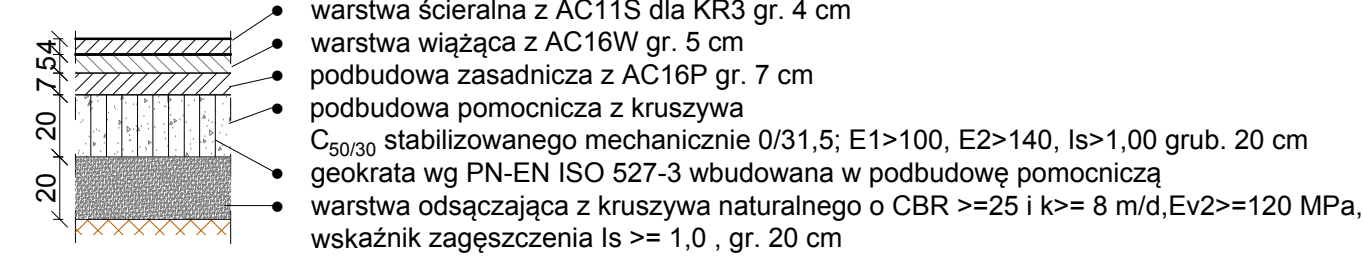 warstwa ścieralna z AC11S dla KR3 gr. 4 cm
warstwa wiążąca z AC16W gr. 5 cm
podbudowa zasadnicza z AC16P gr. 7 cm
podbudowa pomocnicza z kruszywa
C50/30 stabilizowanego mechanicznie 0/31,5; E1>100, E2>140, Is>1,00 grub. 20 cm
geokrata wg PN-EN ISO 527-3 wbudowana w podbudowę pomocniczą
warstwa odsączająca z kruszywa naturalnego o CBR >=25 i k>= 8 m/d,Ev2>=120 MPa,
wskaźnik zagęszczenia Is >= 1,0 , gr. 20 cm
4
5
7
20
20